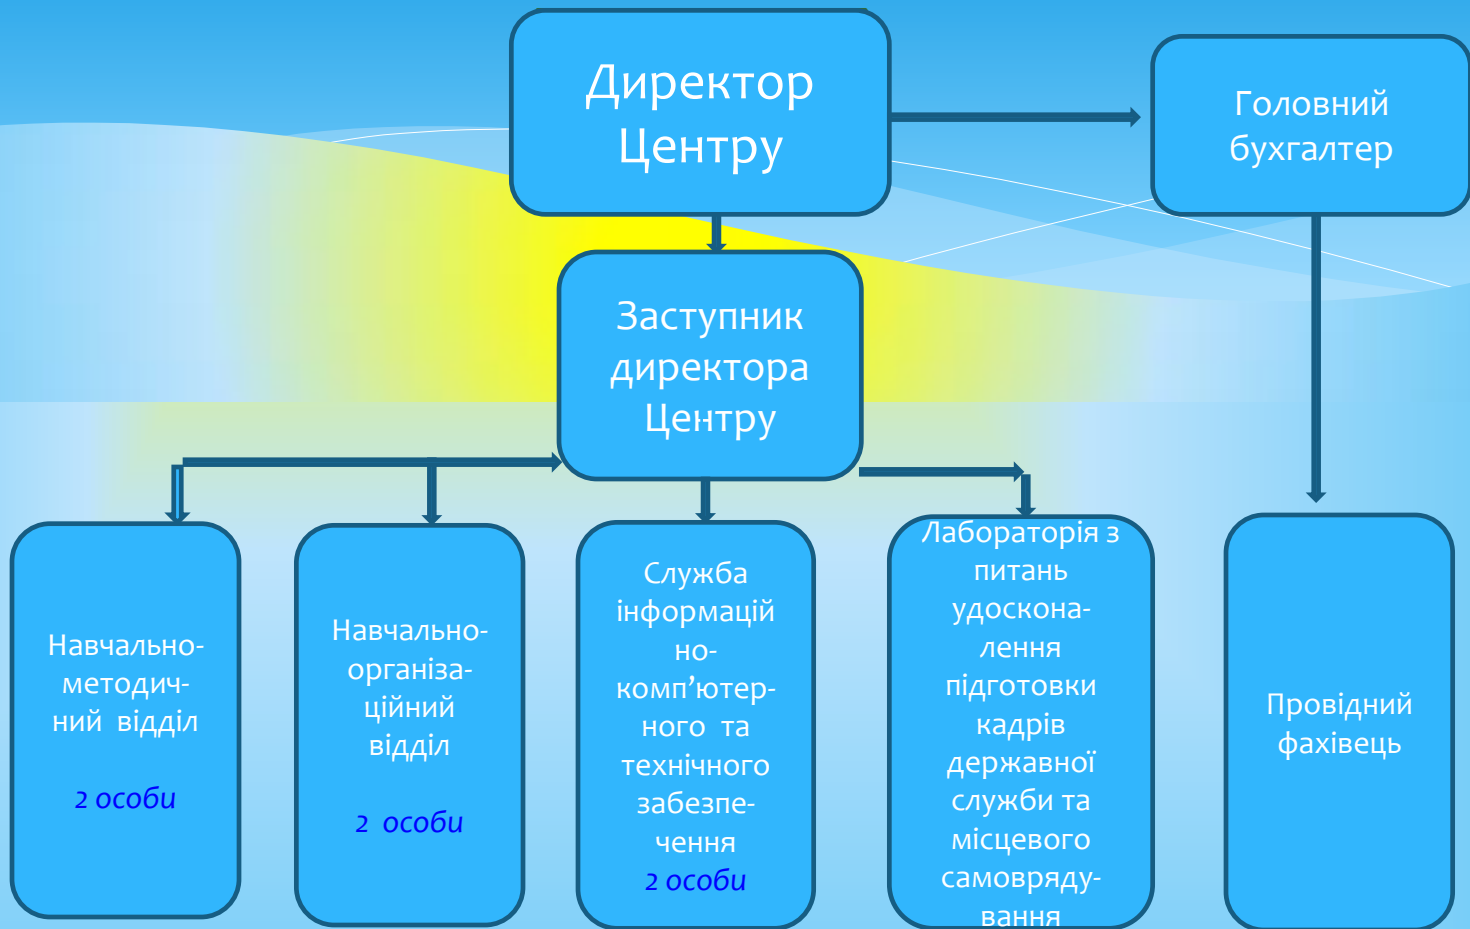 Директор
Центру
Головний
бухгалтер
Заступник
директора
Центру
Навчально-
методич-
ний відділ
2 особи
Навчально-
організа-
ційний
відділ
2 особи
Служба
інформацій
но-
комп’ютер-
ного та
технічного
забезпе-
чення
2 особи
Лабораторія з
питань
удоскона-
лення
підготовки
кадрів
державної
служби та
місцевого
самовряду-
вання
Провідний
фахівець